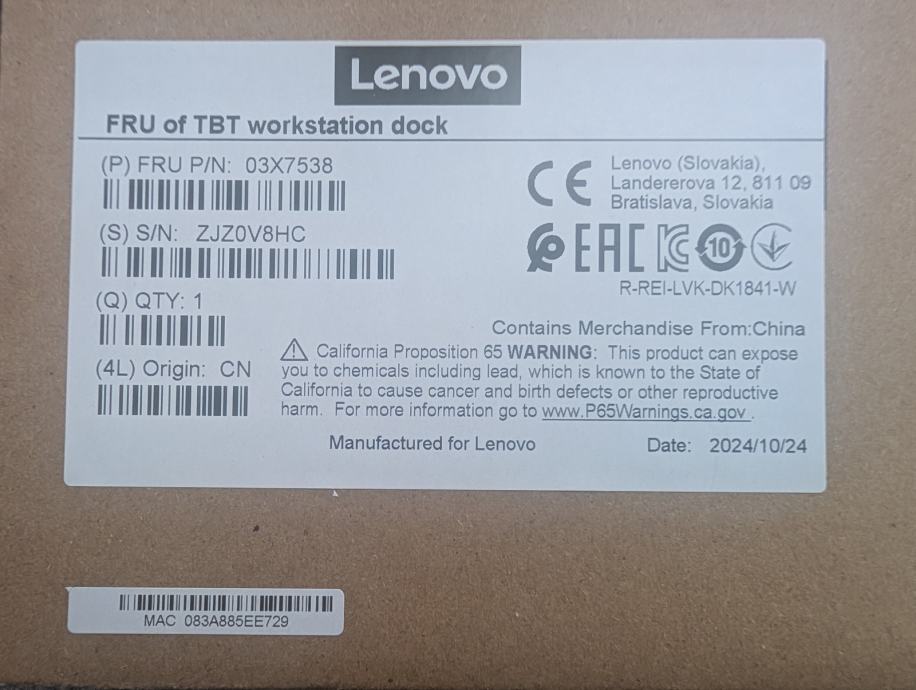 Lenovo
FRU of TBT workstation dock
(P) FRU P/N: 03X7538
(S) S/N: ZJZ0V8HC
(Q) QTY: 1
(4L) Origin: CN
CE
Lenovo (Slovakia),
Landererova 12, 811 09
Bratislava, Slovakia
EAC
10
R-REI-LVK-DK1841-W
Contains Merchandise From:China
California Proposition 65 WARNING: This product can expose
you to chemicals including lead, which is known to the State of
California to cause cancer and birth defects or other reproductive
harm. For more information go to www.P65Warnings.ca.gov .
Manufactured for Lenovo
Date: 2024/10/24
MAC 083A885EE729